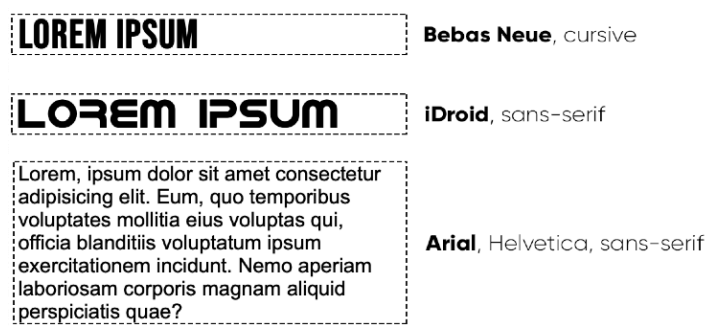 LOREM IPSUM
Bebas Neue, cursive
LOREM IPSUM
iDroid, sans-serif
Lorem, ipsum dolor sit amet consectetur
adipisicing elit. Eum, quo temporibus
voluptates mollitia eius voluptas qui,
officia blanditiis voluptatum ipsum
exercitationem incidunt. Nemo aperiam
laboriosam corporis magnam aliquid
perspiciatis quae?
Arial, Helvetica, sans-serif